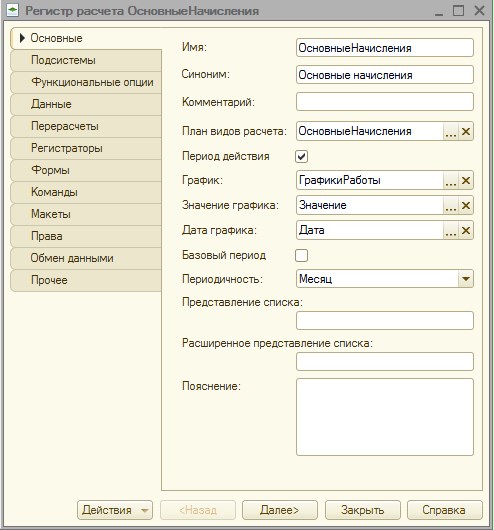 Регистр расчета ОсновныеНачисления
Основные
Подсистемы
Функциональные опции
Данные
Перерасчеты
Регистраторы
Формы
Команды
Макеты
Права
Обмен данными
Прочее
Имя: ОсновныеНачисления
Синоним: Основные начисления
Комментарий:
План видов расчета: ОсновныеНачисления ...
Период действия
График: ГрафикиРаботы ...
Значение графика: Значение ...
Дата графика: Дата ...
Базовый период
Периодичность: Месяц
Представление списка:
Расширенное представление списка:
Пояснение:
Действия <Назад Далее> Закрыть Справка